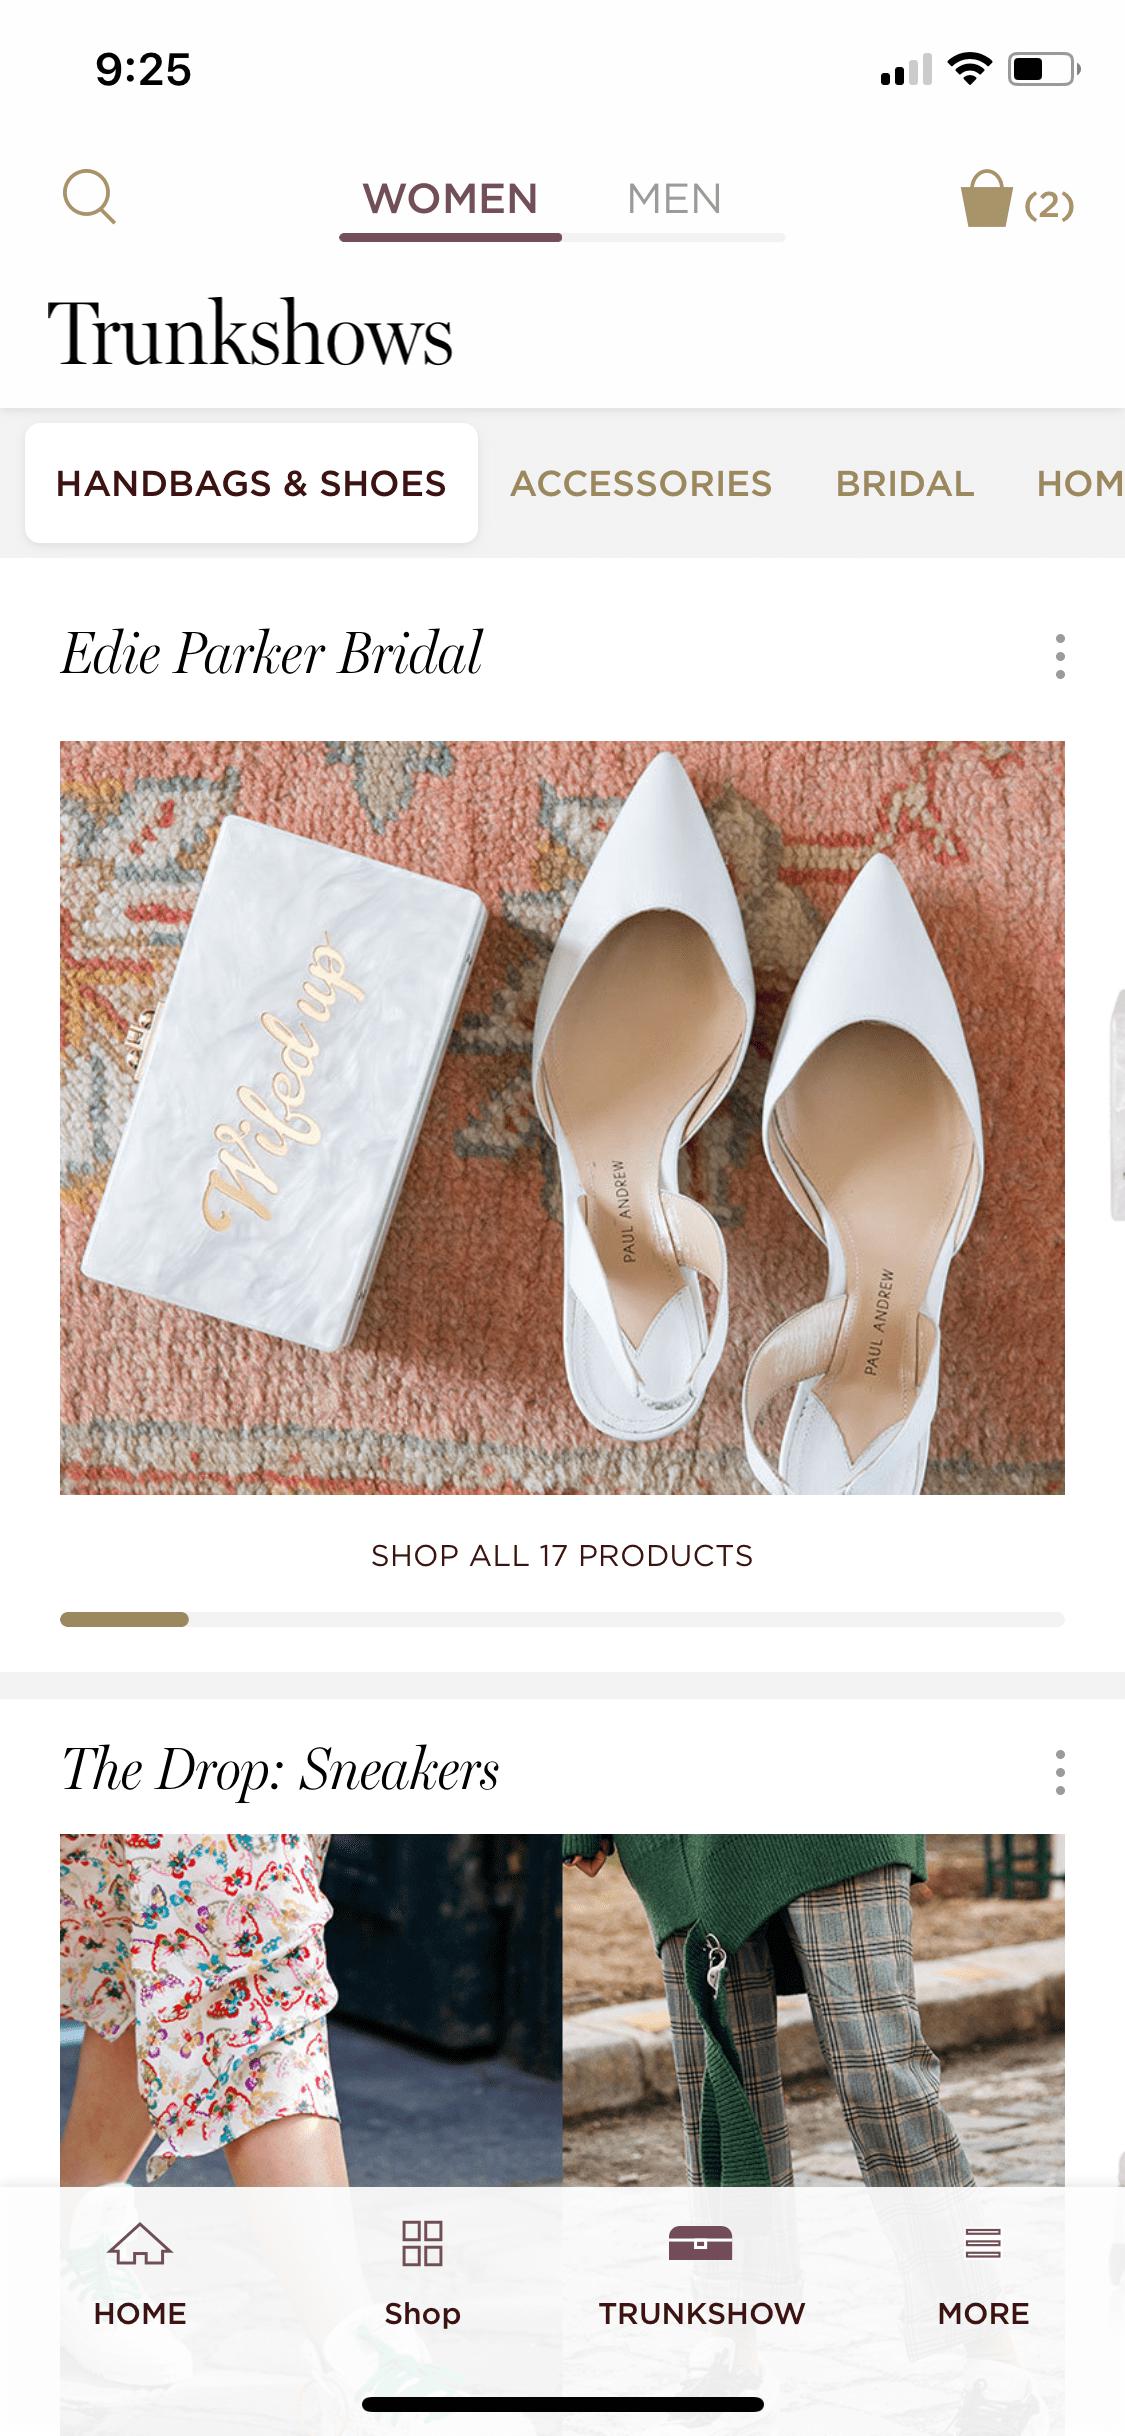 9:25
WOMEN MEN (2)
Trunkshows
HANDBAGS & SHOES ACCESSORIES BRIDAL HOM
Edie Parker Bridal
Wifed up
PAUL ANDREW
PAUL ANDREW
SHOP ALL 17 PRODUCTS
The Drop: Sneakers
HOME Shop TRUNKSHOW MORE